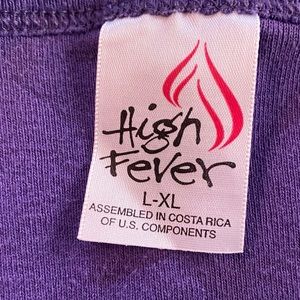 High
Fever
L-XL
ASSEMBLED IN COSTA RICA
OF U.S. COMPONENTS